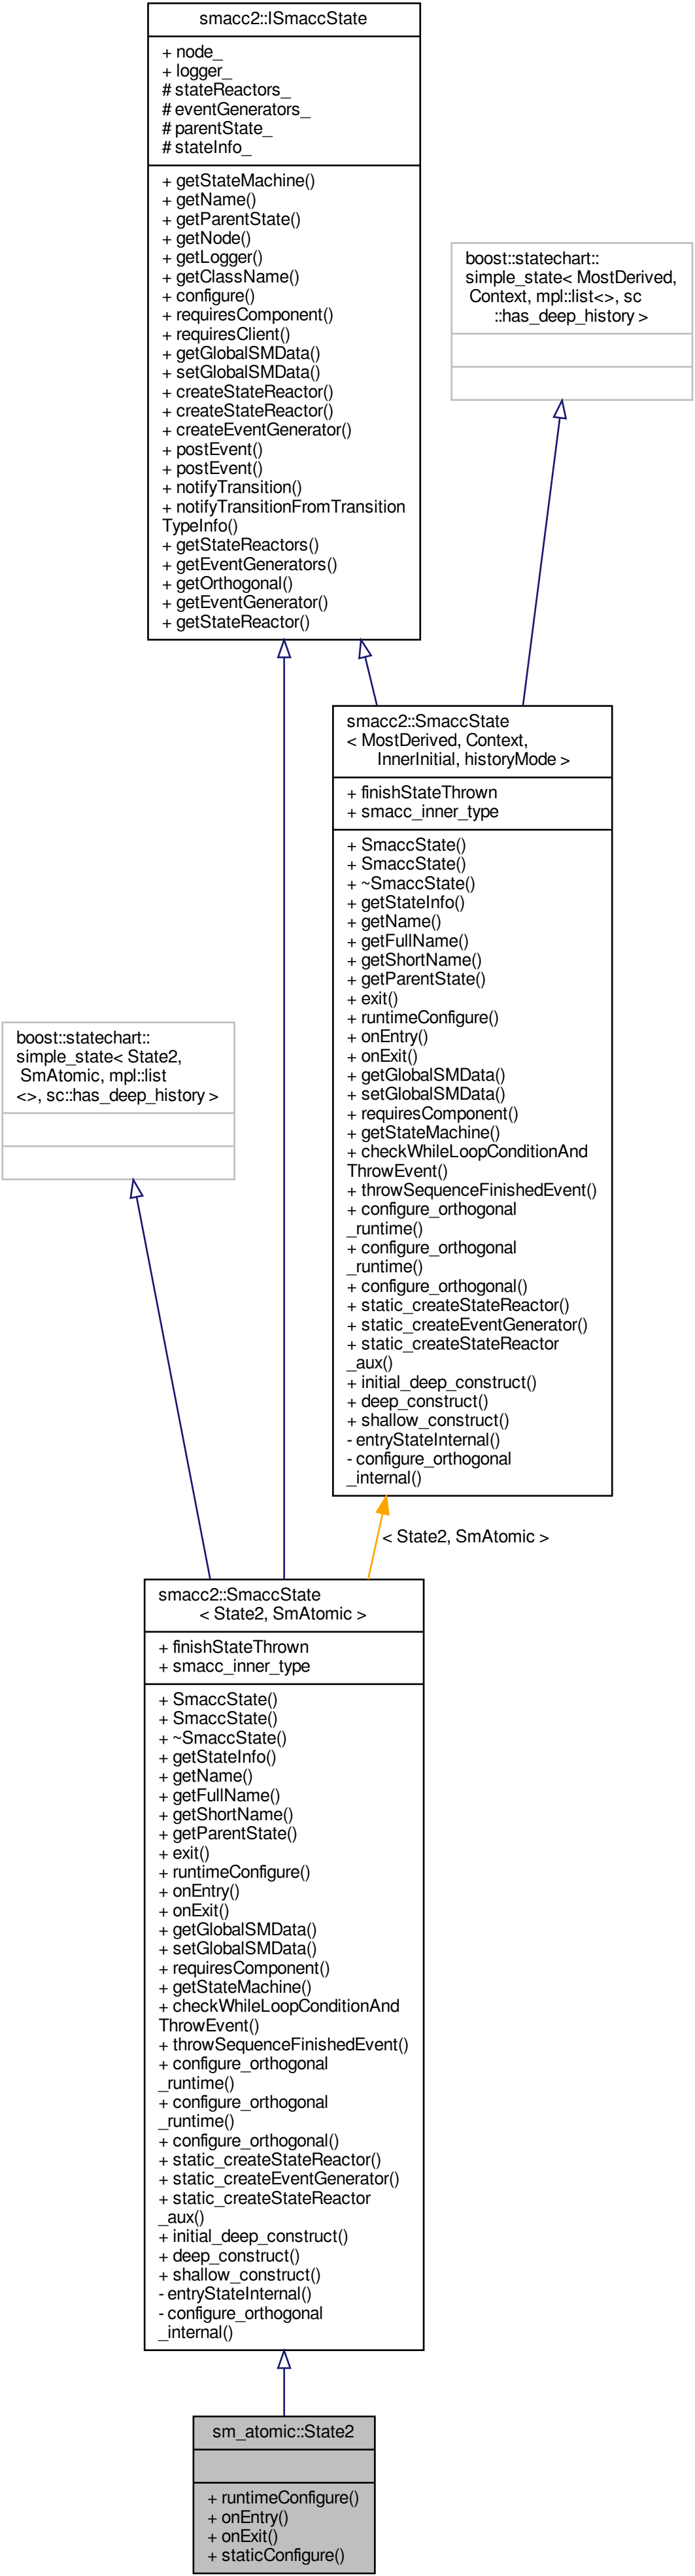 smacc2::ISmaccState
+ node_
+ logger_
# stateReactors_
# eventGenerators_
# parentState_
# stateInfo_
+ getStateMachine()
+ getName()
+ getParentState()
+ getNode()
+ getLogger()
+ getClassName()
+ configure()
+ requiresComponent()
+ requiresClient()
+ getGlobalSMData()
+ setGlobalSMData()
+ createStateReactor()
+ createStateReactor()
+ createEventGenerator()
+ postEvent()
+ postEvent()
+ notifyTransition()
+ notifyTransitionFromTransition
TypeInfo()
+ getStateReactors()
+ getEventGenerators()
+ getOrthogonal()
+ getEventGenerator()
+ getStateReactor()
boost::statechart::
simple_state< MostDerived,
Context, mpl::list<>, sc
::has_deep_history >
smacc2::SmaccState
< MostDerived, Context,
InnerInitial, historyMode >
+ finishStateThrown
+ smacc_inner_type
+ SmaccState()
+ SmaccState()
+ ~SmaccState()
+ getStateInfo()
+ getName()
+ getFullName()
+ getShortName()
+ getParentState()
+ exit()
+ runtimeConfigure()
+ onEntry()
+ onExit()
+ getGlobalSMData()
+ setGlobalSMData()
+ requiresComponent()
+ getStateMachine()
+ checkWhileLoopConditionAnd
ThrowEvent()
+ throwSequenceFinishedEvent()
+ configure_orthogonal
_runtime()
+ configure_orthogonal
_runtime()
+ configure_orthogonal()
+ static_createStateReactor()
+ static_createEventGenerator()
+ static_createStateReactor
_aux()
+ initial_deep_construct()
+ deep_construct()
+ shallow_construct()
- entryStateInternal()
- configure_orthogonal
_internal()
boost::statechart::
simple_state< State2,
SmAtomic, mpl::list
<>, sc::has_deep_history >
< State2, SmAtomic >
smacc2::SmaccState
< State2, SmAtomic >
+ finishStateThrown
+ smacc_inner_type
+ SmaccState()
+ SmaccState()
+ ~SmaccState()
+ getStateInfo()
+ getName()
+ getFullName()
+ getShortName()
+ getParentState()
+ exit()
+ runtimeConfigure()
+ onEntry()
+ onExit()
+ getGlobalSMData()
+ setGlobalSMData()
+ requiresComponent()
+ getStateMachine()
+ checkWhileLoopConditionAnd
ThrowEvent()
+ throwSequenceFinishedEvent()
+ configure_orthogonal
_runtime()
+ configure_orthogonal
_runtime()
+ configure_orthogonal()
+ static_createStateReactor()
+ static_createEventGenerator()
+ static_createStateReactor
_aux()
+ initial_deep_construct()
+ deep_construct()
+ shallow_construct()
- entryStateInternal()
- configure_orthogonal
_internal()
sm_atomic::State2
+ runtimeConfigure()
+ onEntry()
+ onExit()
+ staticConfigure()